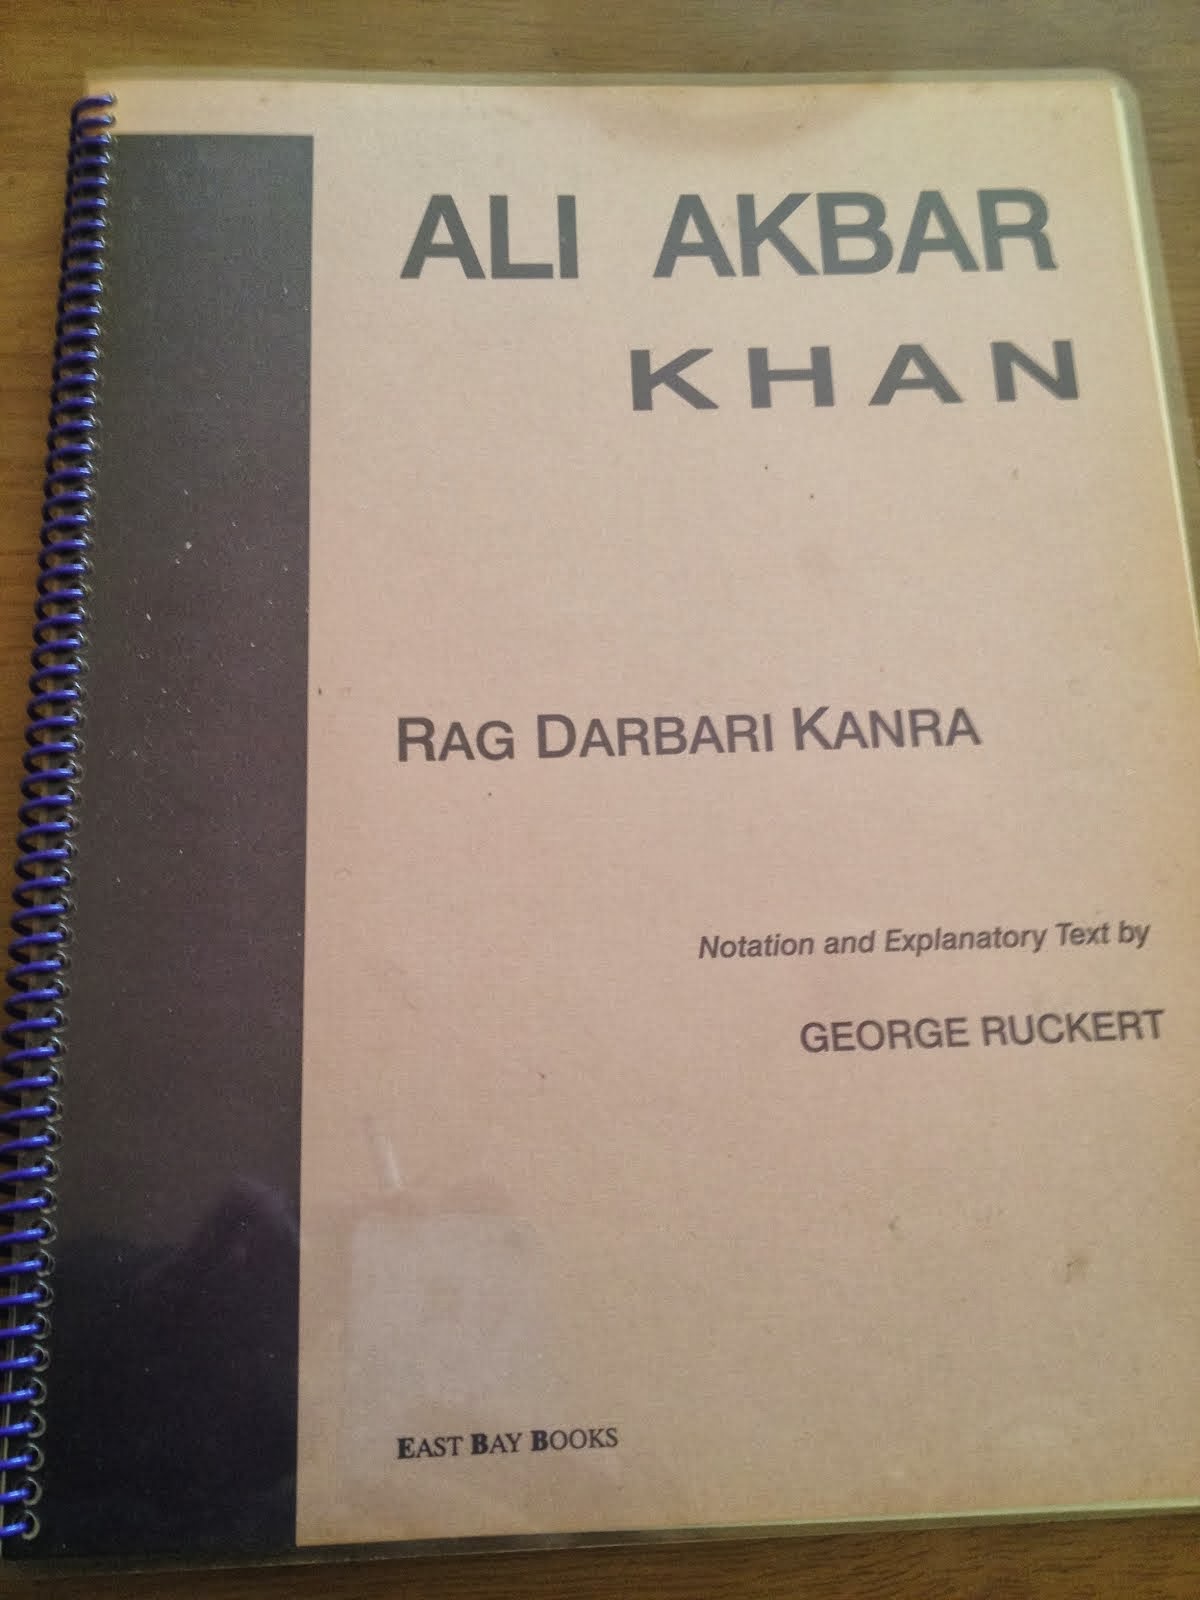 ALI AKBAR
KHAN
RAG DARBARI KANRA
Notation and Explanatory Text by
GEORGE RUCKERT
EAST BAY BOOKS